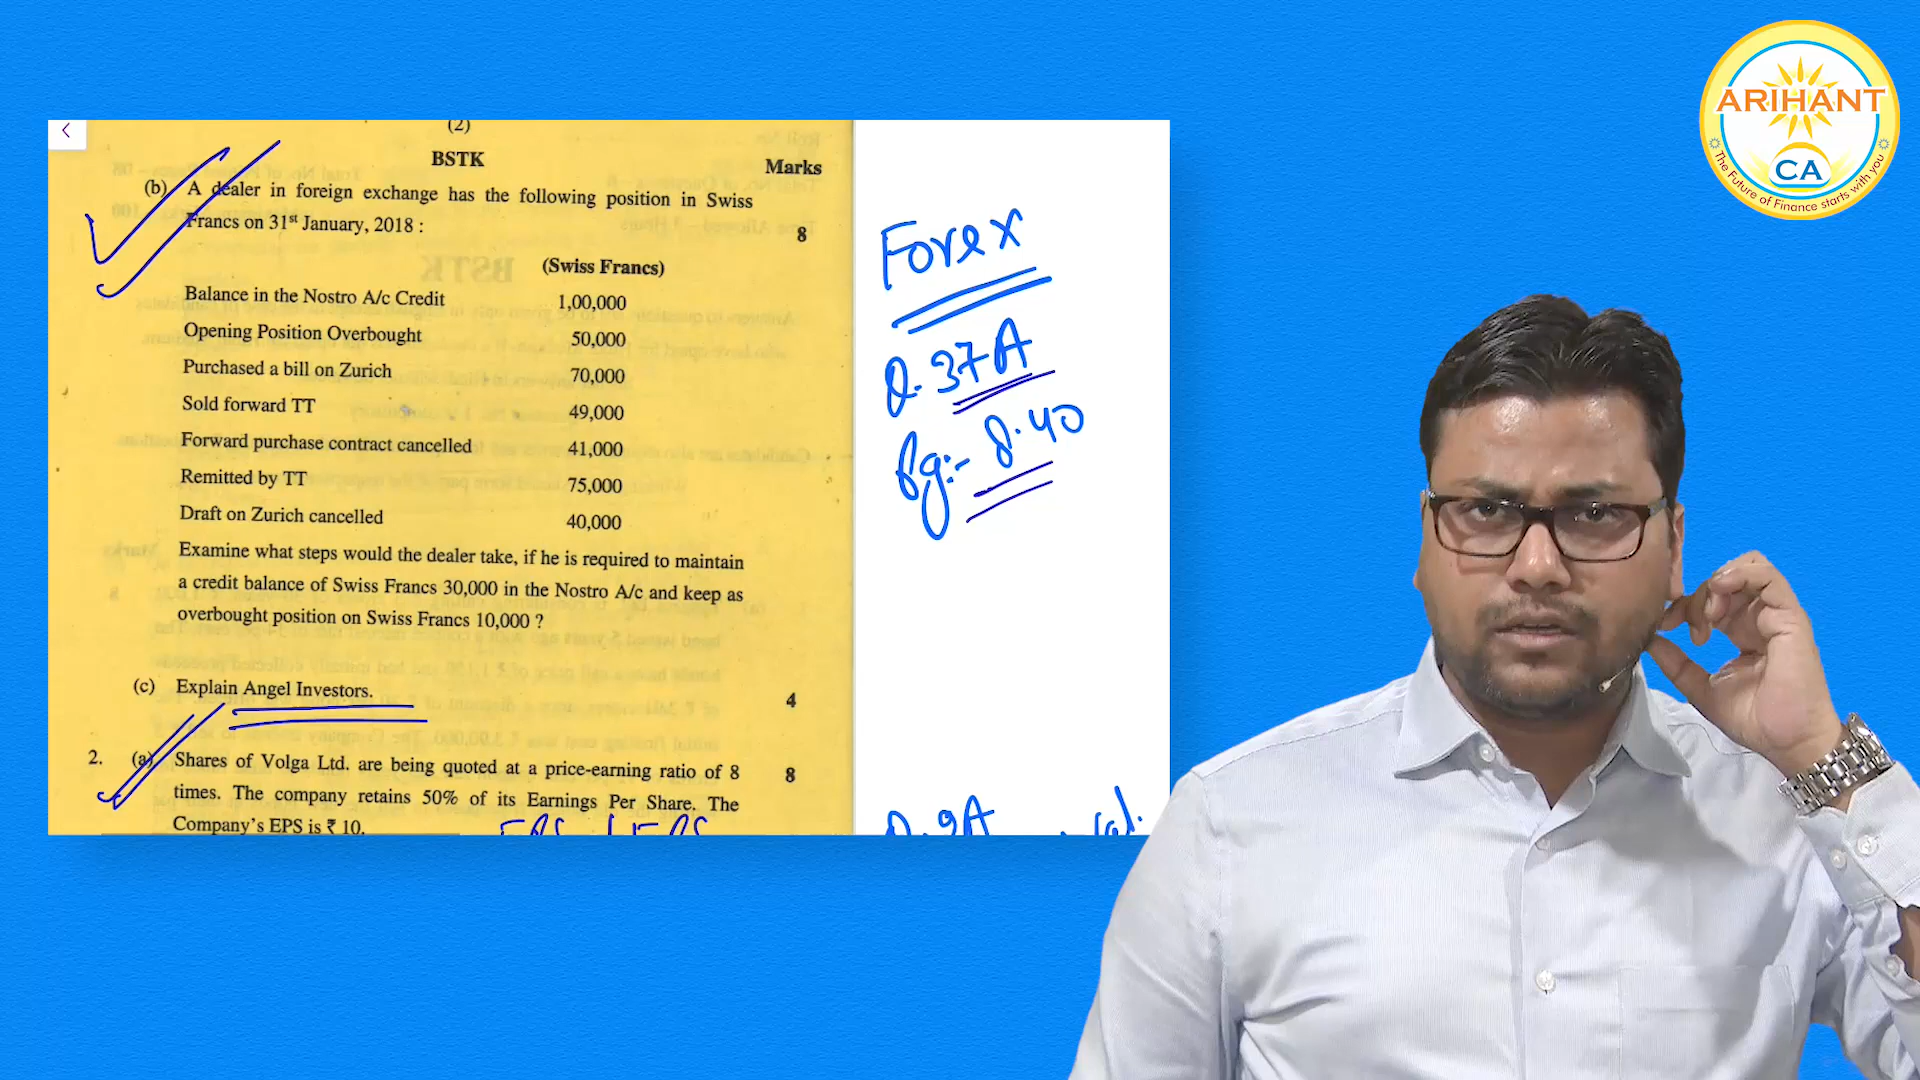 (2)
BSTK
Marks
(b) A dealer in foreign exchange has the following position in Swiss
Francs on 31st January, 2018 :
8
(Swiss Francs)
Balance in the Nostro A/c Credit 1,00,000
Opening Position Overbought 50,000
Purchased a bill on Zurich 70,000
Sold forward TT 49,000
Forward purchase contract cancelled 41,000
Remitted by TT 75,000
Draft on Zurich cancelled 40,000
Examine what steps would the dealer take, if he is required to maintain
a credit balance of Swiss Francs 30,000 in the Nostro A/c and keep as
overbought position on Swiss Francs 10,000 ?
(c) Explain Angel Investors. 4
2. (a) Shares of Volga Ltd. are being quoted at a price-earning ratio of 8 8
times. The company retains 50% of its Earnings Per Share. The
Company's EPS is ₹ 10.
Forex
Q. 37A
Pg:- 8.40
ARIHANT
CA
The Future of Finance starts with you